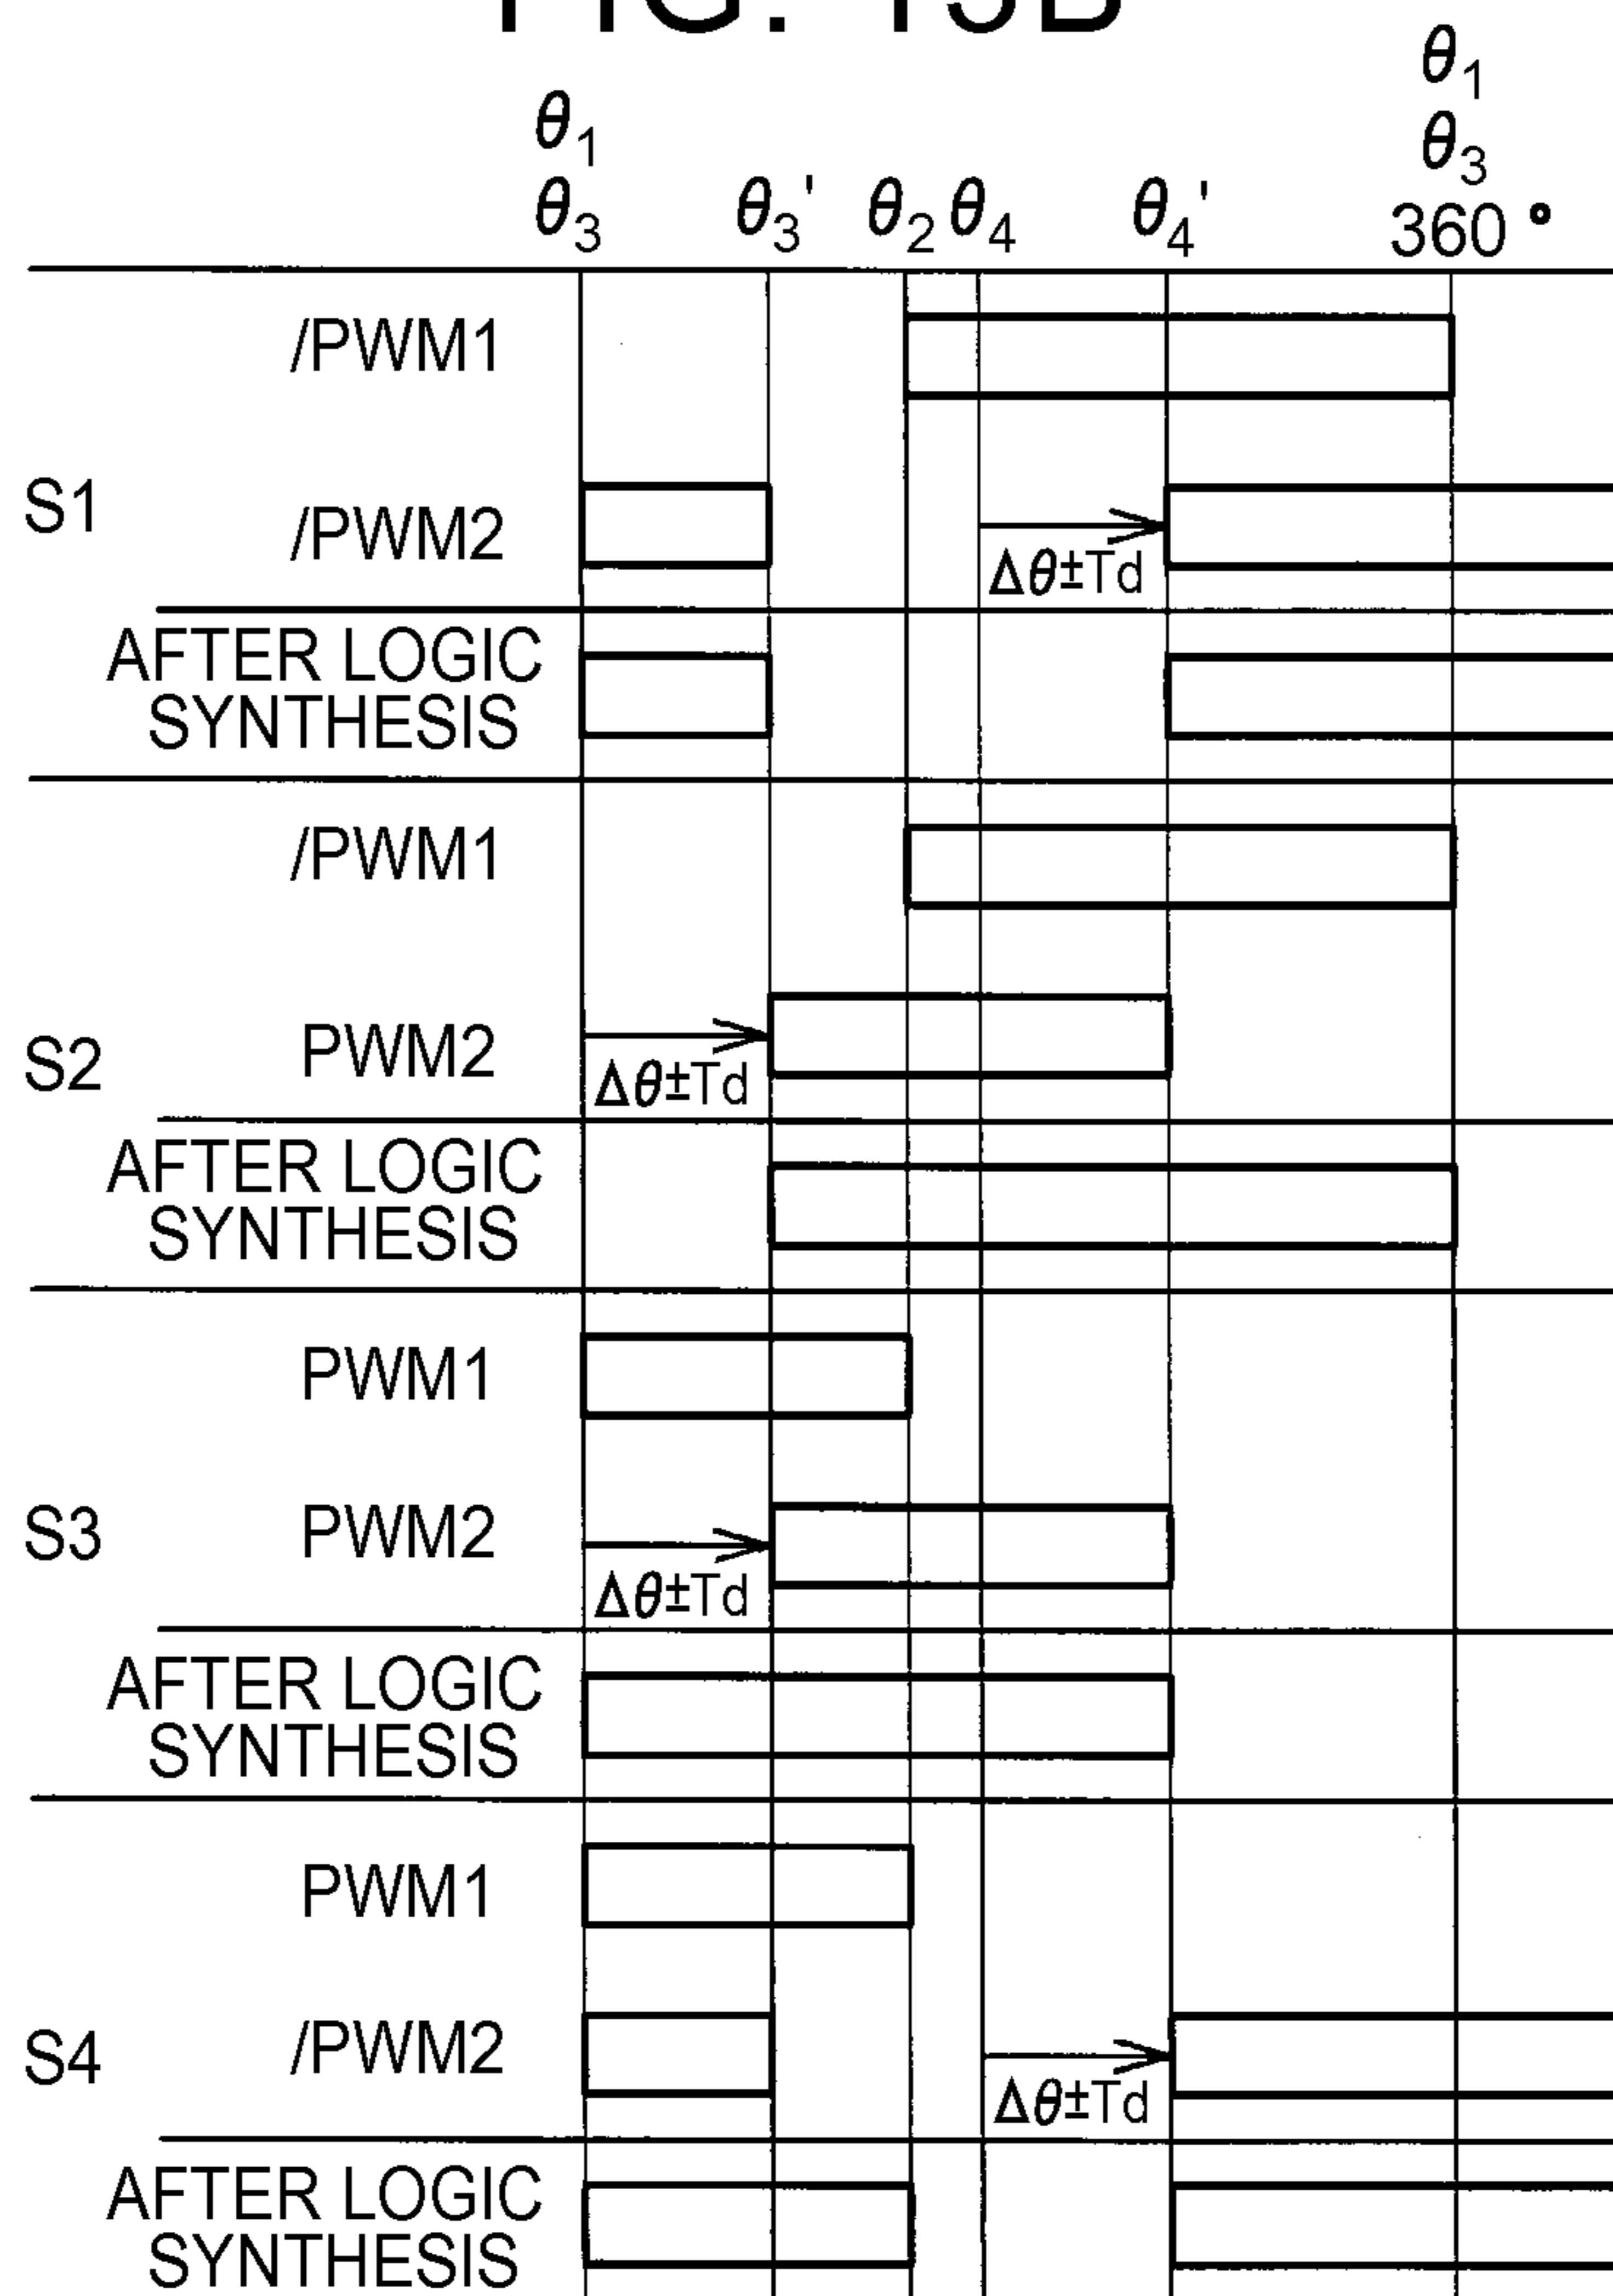 FIG. 15B
θ1
θ1
θ3
θ3
θ3' θ2 θ4 θ4' 360°
/PWM1
S1
/PWM2
Δθ±Td
AFTER LOGIC
SYNTHESIS
/PWM1
S2
PWM2
Δθ±Td
AFTER LOGIC
SYNTHESIS
PWM1
S3
PWM2
Δθ±Td
AFTER LOGIC
SYNTHESIS
PWM1
S4
/PWM2
Δθ±Td
AFTER LOGIC
SYNTHESIS